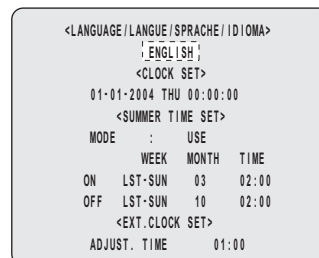 <LANGUAGE/LANGUE/SPRACHE/IDIOMA>
ENGLISH
<CLOCK SET>
01-01-2004 THU 00:00:00
<SUMMER TIME SET>
MODE : USE
WEEK MONTH TIME
ON LST-SUN 03 02:00
OFF LST-SUN 10 02:00
<EXT.CLOCK SET>
ADJUST. TIME 01:00